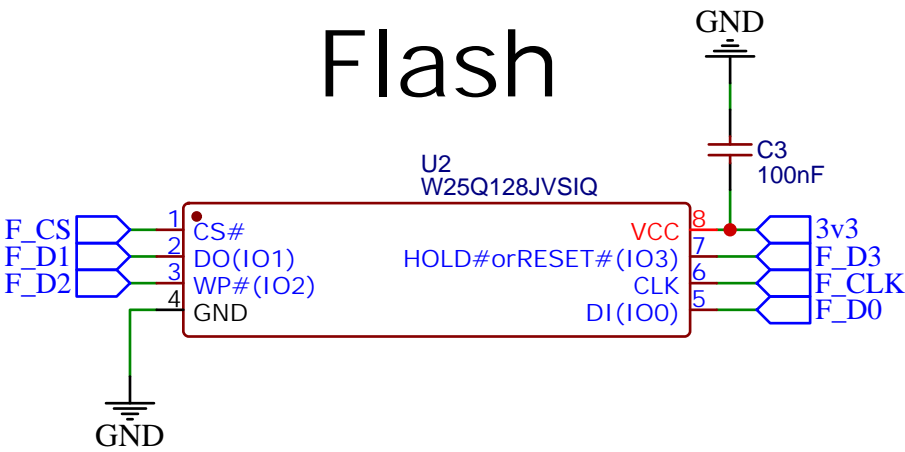 GND
Flash
C3
100nF
U2
W25Q128JVSIQ
F_CS 1 CS# VCC 8 3v3
F_D1 2 DO(IO1) HOLD#orRESET#(IO3) 7 F_D3
F_D2 3 WP#(IO2) CLK 6 F_CLK
4 GND DI(IO0) 5 F_D0
GND